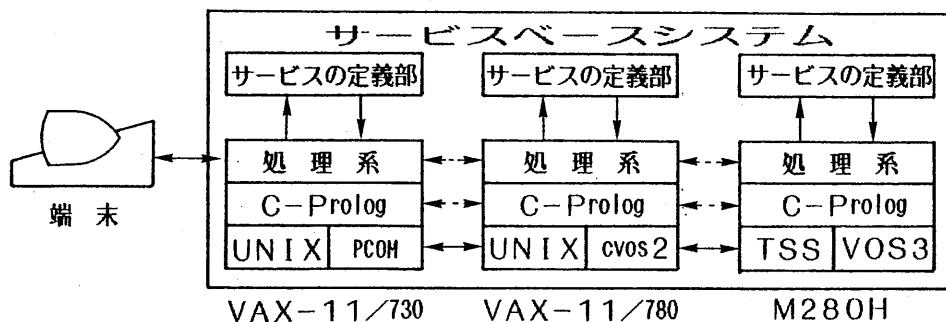 サービスベースシステム
サービスの定義部 サービスの定義部 サービスの定義部
処理系 処理系 処理系
端末
C-Prolog C-Prolog C-Prolog
UNIX PCOM UNIX CVOS2 TSS VOS3
VAX-11/730 VAX-11/780 M280H